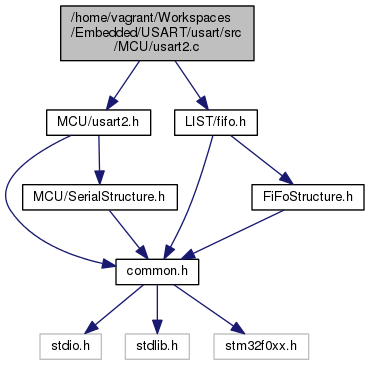 /home/vagrant/Workspaces
/Embedded/USART/usart/src
/MCU/usart2.c
MCU/usart2.h
LIST/fifo.h
MCU/SerialStructure.h
FiFoStructure.h
common.h
stdio.h
stdlib.h
stm32f0xx.h